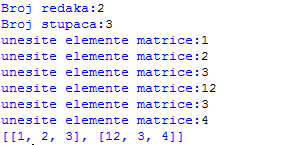 Broj redaka:2
Broj stupaca:3
unesite elemente matrice:1
unesite elemente matrice:2
unesite elemente matrice:3
unesite elemente matrice:12
unesite elemente matrice:3
unesite elemente matrice:4
[[1, 2, 3], [12, 3, 4]]